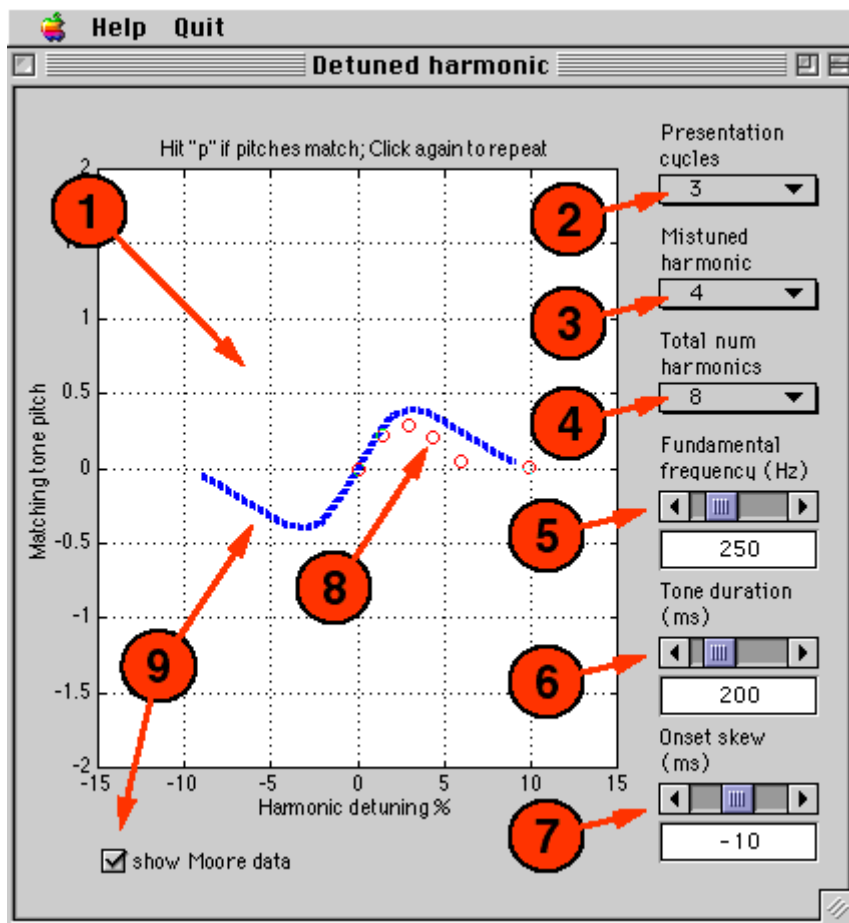 Help Quit
Detuned harmonic
Hit "p" if pitches match; Click again to repeat
2
1
0.5
0
-0.5
-1
-1.5
-2
Matching tone pitch
-15 -10 -5 0 5 10 15
Harmonic detuning %
show Moore data
Presentation
cycles
3
Mistuned
harmonic
4
Total num
harmonics
8
Fundamental
frequency (Hz)
250
Tone duration
(ms)
200
Onset skew
(ms)
-10
1
2
3
4
5
6
7
8
9